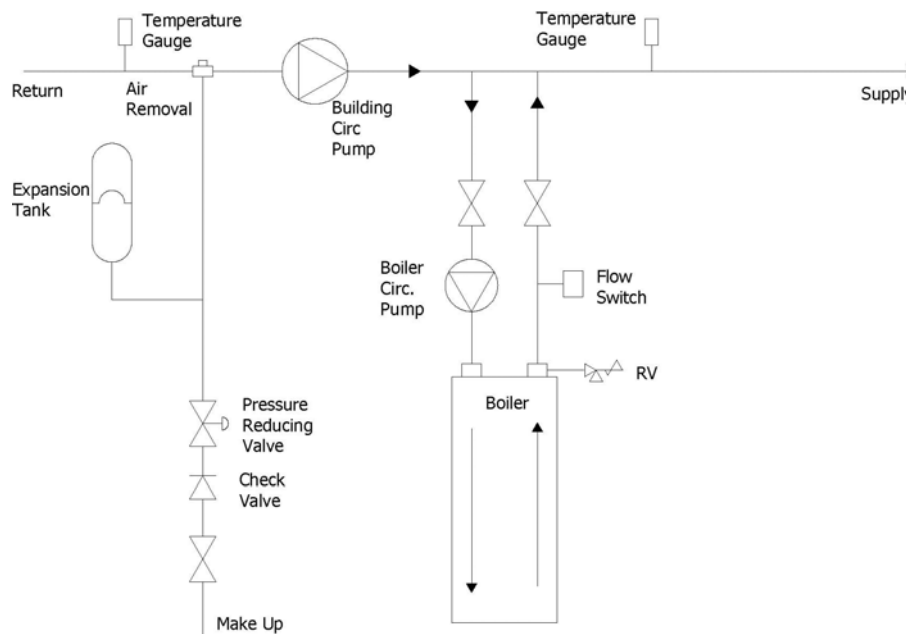 Temperature
Gauge
Temperature
Gauge
Return
Air
Removal
Building
Circ
Pump
Supply
Expansion
Tank
Boiler
Circ.
Pump
Flow
Switch
RV
Boiler
Pressure
Reducing
Valve
Check
Valve
Make Up